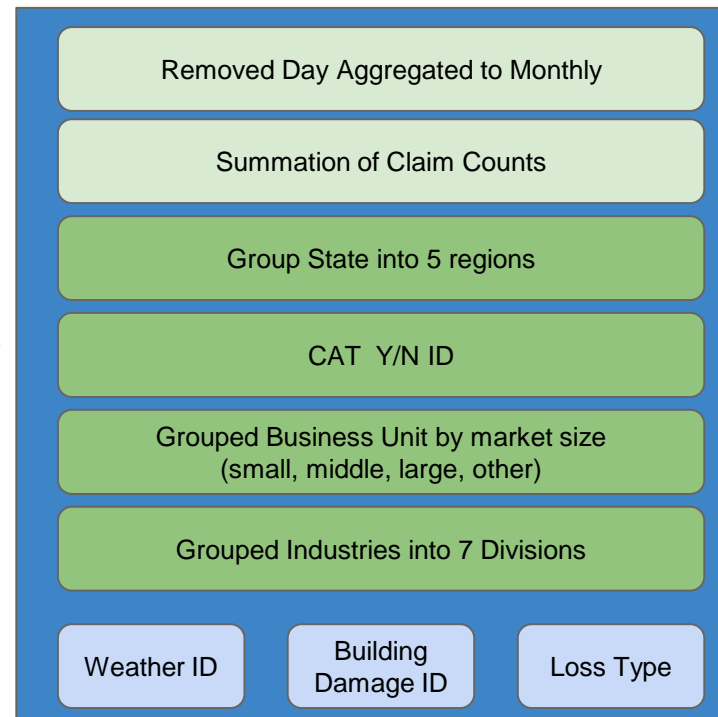 Removed Day Aggregated to Monthly
Summation of Claim Counts
Group State into 5 regions
CAT  Y/N ID
Grouped Business Unit by market size
(small, middle, large, other)
Grouped Industries into 7 Divisions
Weather ID
Building
Damage ID
Loss Type